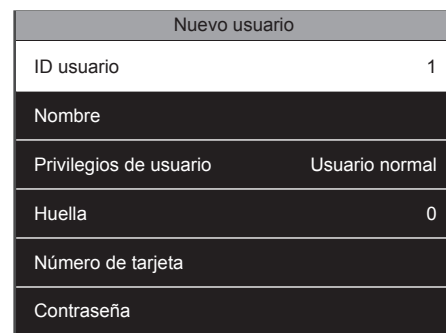 Nuevo usuario
ID usuario 1
Nombre
Privilegios de usuario Usuario normal
Huella 0
Número de tarjeta
Contraseña